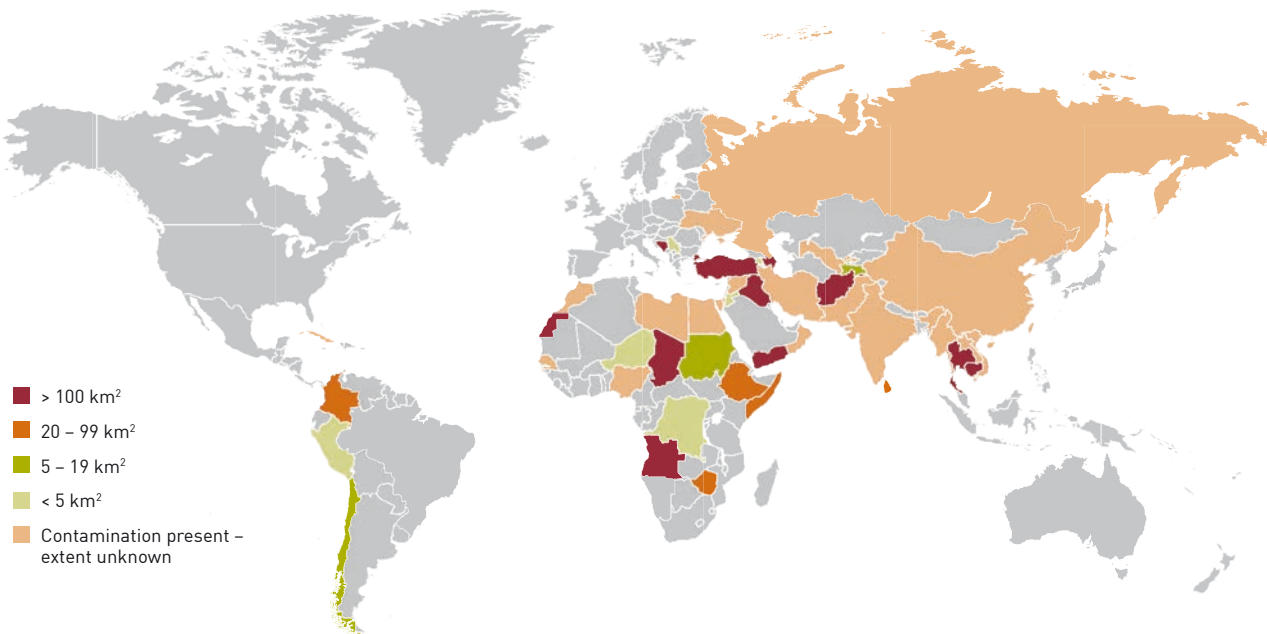 > 100 km²
20 – 99 km²
5 – 19 km²
< 5 km²
Contamination present –
extent unknown